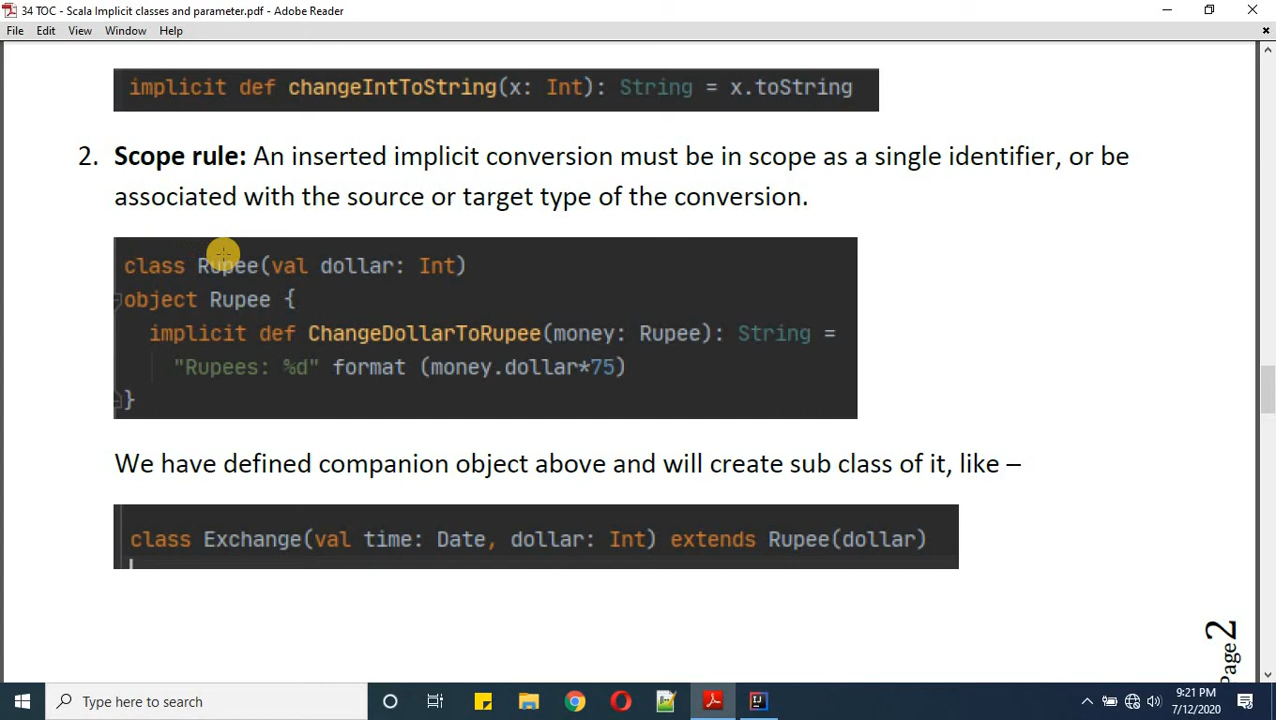 34 TOC - Scala Implicit classes and parameter.pdf - Adobe Reader
File Edit View Window Help
implicit def changeIntToString(x: Int): String = x.toString
2. Scope rule: An inserted implicit conversion must be in scope as a single identifier, or be
associated with the source or target type of the conversion.
class Rupee(val dollar: Int)
object Rupee {
implicit def ChangeDollarToRupee(money: Rupee): String =
"Rupees: %d" format (money.dollar*75)
}
We have defined companion object above and will create sub class of it, like –
class Exchange(val time: Date, dollar: Int) extends Rupee(dollar)
Page2
Type here to search
9:21 PM
7/12/2020